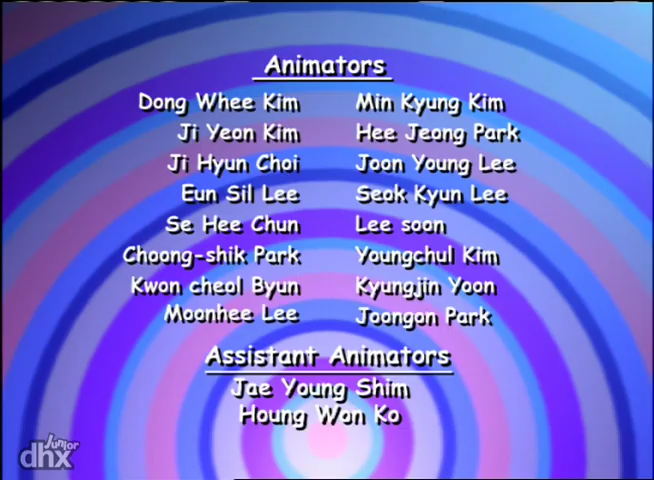 Animators
Dong Whee Kim Min Kyung Kim
Ji Yeon Kim Hee Jeong Park
Ji Hyun Choi Joon Young Lee
Eun Sil Lee Seok Kyun Lee
Se Hee Chun Lee soon
Choong-shik Park Youngchul Kim
Kwon cheol Byun Kyungjin Yoon
Moonhee Lee Joongon Park
Assistant Animators
Jae Young Shim
Houng Won Ko
dhx Junior